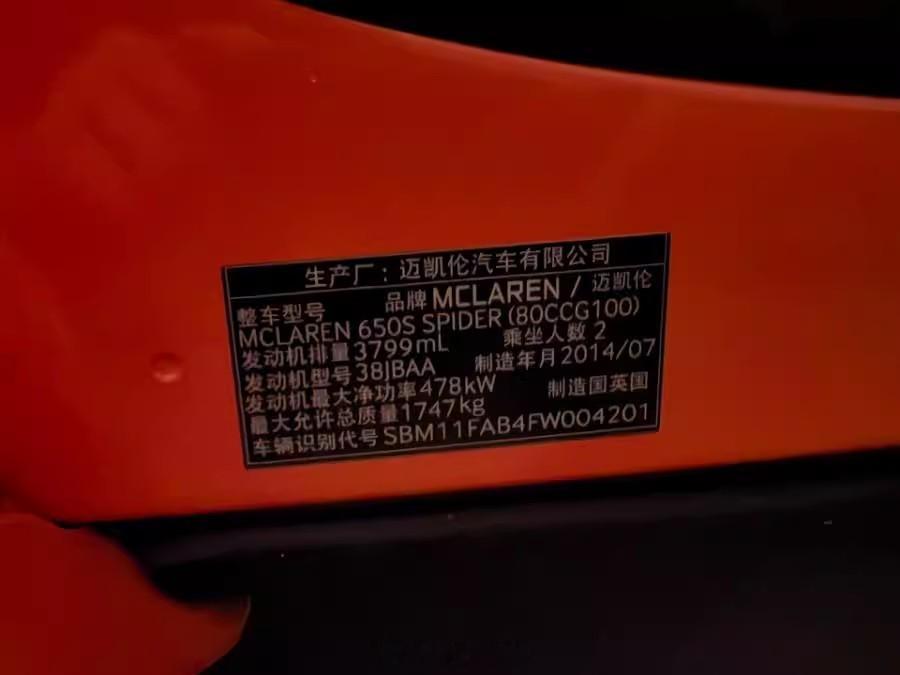 生产厂：迈凯伦汽车有限公司
整车型号 品牌 MCLAREN / 迈凯伦
MCLAREN 650S SPIDER (80CCG100)
发动机排量 3799mL 乘坐人数 2
发动机型号 38JBAA 制造年月 2014/07
发动机最大净功率 478kW
最大允许总质量 1747kg 制造国英国
车辆识别代号 SBM11FAB4FW004201